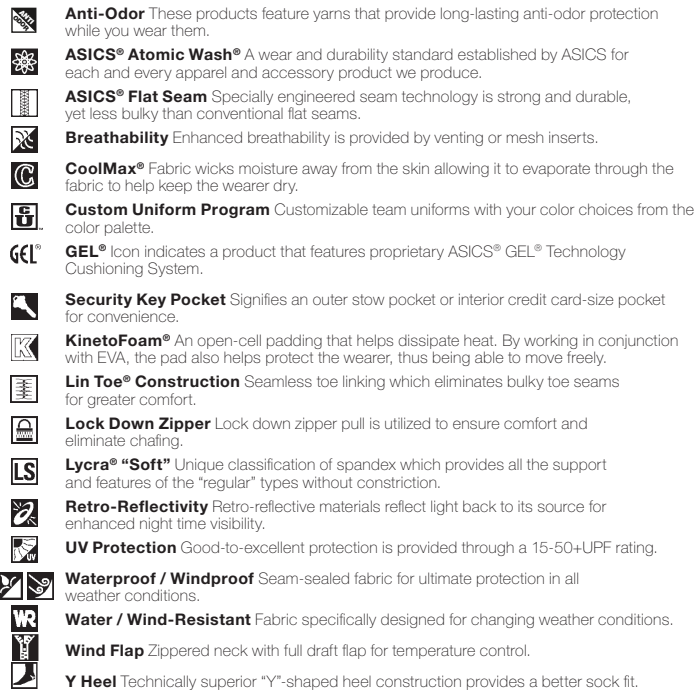 Anti-Odor These products feature yarns that provide long-lasting anti-odor protection
while you wear them.
ASICS® Atomic Wash® A wear and durability standard established by ASICS for
each and every apparel and accessory product we produce.
ASICS® Flat Seam Specially engineered seam technology is strong and durable,
yet less bulky than conventional flat seams.
Breathability Enhanced breathability is provided by venting or mesh inserts.
C CoolMax® Fabric wicks moisture away from the skin allowing it to evaporate through the
fabric to help keep the wearer dry.
CU™ Custom Uniform Program Customizable team uniforms with your color choices from the
color palette.
GEL® GEL® Icon indicates a product that features proprietary ASICS® GEL® Technology
Cushioning System.
Security Key Pocket Signifies an outer stow pocket or interior credit card-size pocket
for convenience.
K KinetoFoam® An open-cell padding that helps dissipate heat. By working in conjunction
with EVA, the pad also helps protect the wearer, thus being able to move freely.
Lin Toe® Construction Seamless toe linking which eliminates bulky toe seams
for greater comfort.
Lock Down Zipper Lock down zipper pull is utilized to ensure comfort and
eliminate chafing.
LS Lycra® “Soft” Unique classification of spandex which provides all the support
and features of the “regular” types without constriction.
Retro-Reflectivity Retro-reflective materials reflect light back to its source for
enhanced night time visibility.
UV UV Protection Good-to-excellent protection is provided through a 15-50+UPF rating.
Waterproof / Windproof Seam-sealed fabric for ultimate protection in all
weather conditions.
WR Water / Wind-Resistant Fabric specifically designed for changing weather conditions.
Wind Flap Zippered neck with full draft flap for temperature control.
Y Heel Technically superior “Y”-shaped heel construction provides a better sock fit.